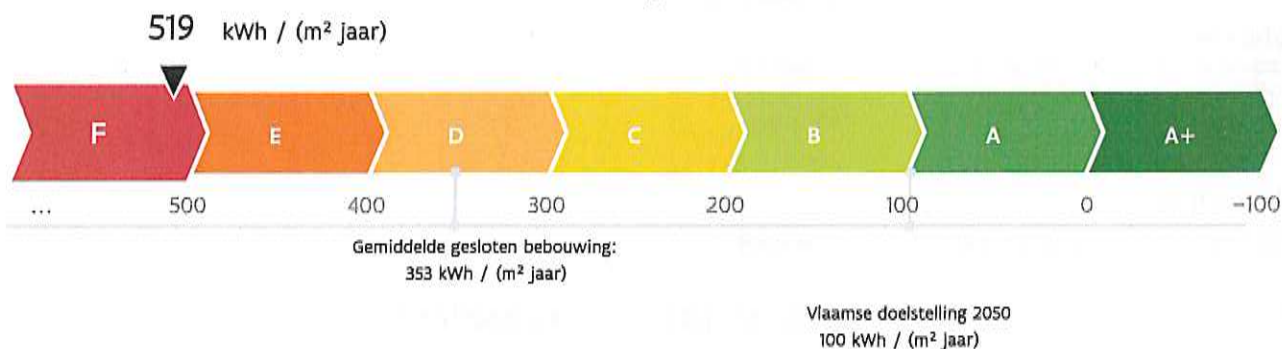 519 kWh / (m² jaar)
F E D C B A A+
... 500 400 300 200 100 0 −100
Gemiddelde gesloten bebouwing:
353 kWh / (m² jaar)
Vlaamse doelstelling 2050
100 kWh / (m² jaar)